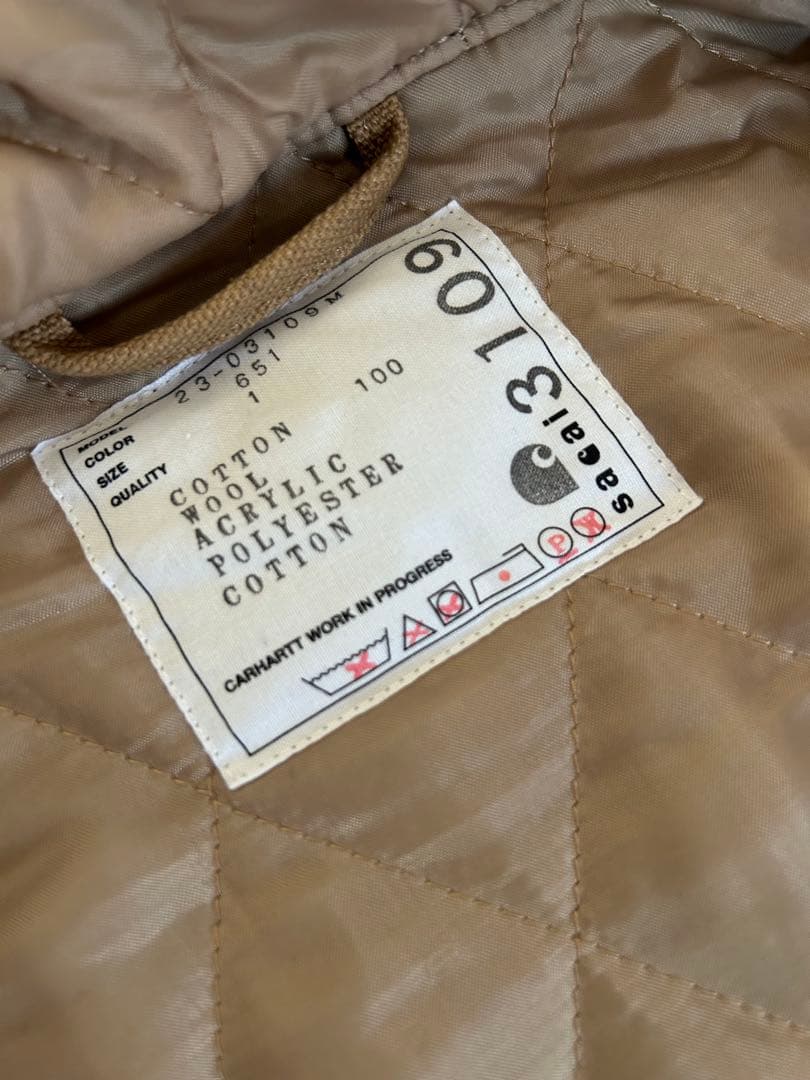 MODEL 23-03109M
COLOR 651
SIZE 1
QUALITY
COTTON 100
WOOL
ACRYLIC
POLYESTER
COTTON
CARHARTT WORK IN PROGRESS
P
W
sacai
3109